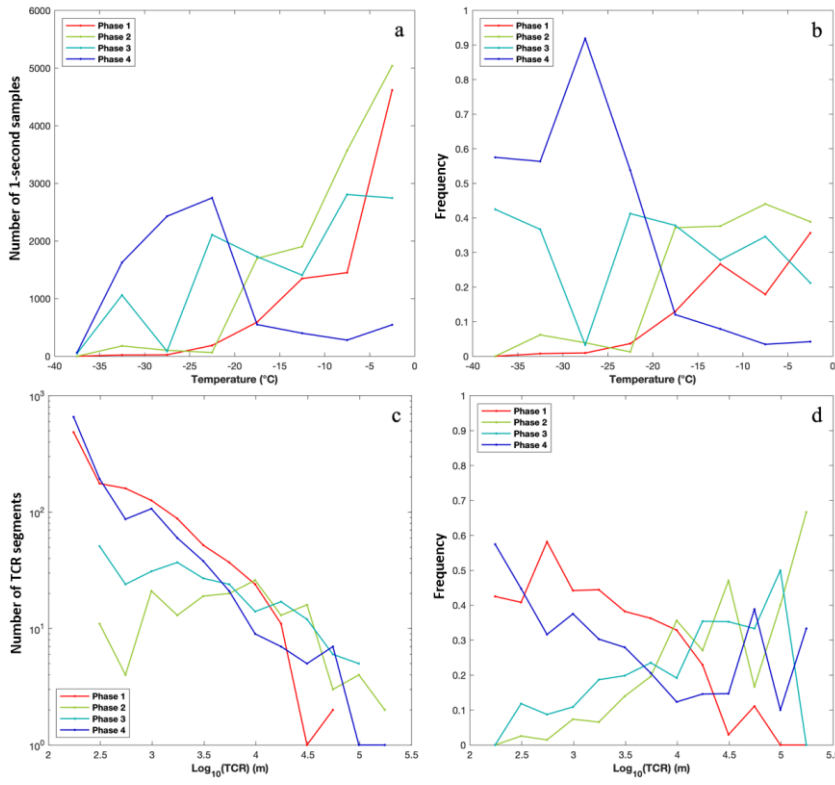 a
Phase 1
Phase 2
Phase 3
Phase 4
6000
5000
4000
3000
2000
1000
0
Number of 1-second samples
-40 -35 -30 -25 -20 -15 -10 -5 0
Temperature (°C)
b
Phase 1
Phase 2
Phase 3
Phase 4
1
0.9
0.8
0.7
0.6
0.5
0.4
0.3
0.2
0.1
0
Frequency
-40 -35 -30 -25 -20 -15 -10 -5 0
Temperature (°C)
c
10³
10²
10¹
10⁰
Number of TCR segments
Phase 1
Phase 2
Phase 3
Phase 4
2 2.5 3 3.5 4 4.5 5 5.5
Log₁₀(TCR) (m)
d
Phase 1
Phase 2
Phase 3
Phase 4
1
0.9
0.8
0.7
0.6
0.5
0.4
0.3
0.2
0.1
0
Frequency
2 2.5 3 3.5 4 4.5 5 5.5
Log₁₀(TCR) (m)